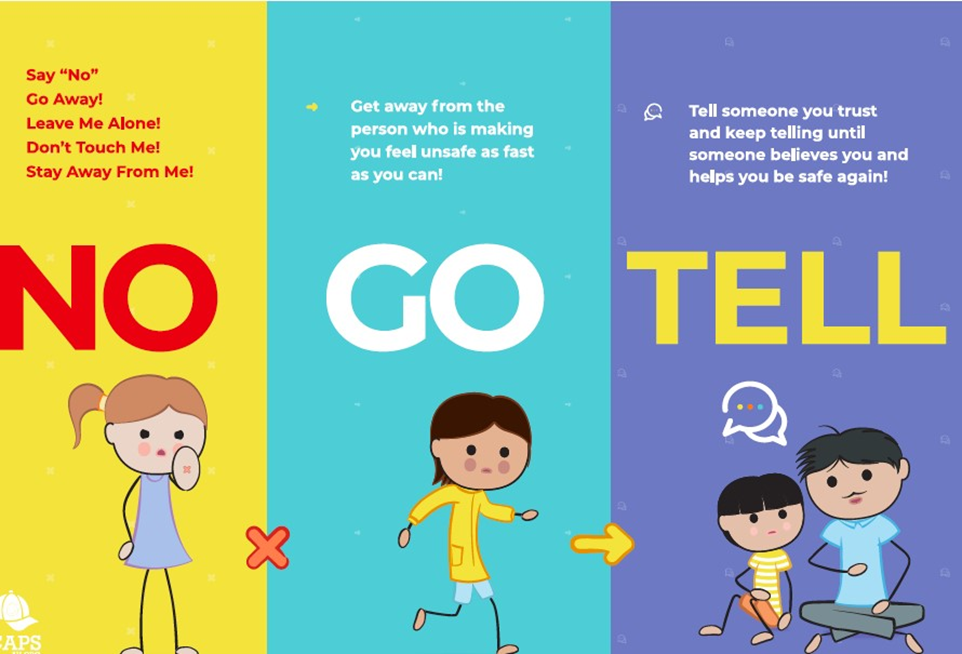 Say “No”
Go Away!
Leave Me Alone!
Don’t Touch Me!
Stay Away From Me!
NO
Get away from the
person who is making
you feel unsafe as fast
as you can!
GO
Tell someone you trust
and keep telling until
someone believes you and
helps you be safe again!
TELL
CAPS